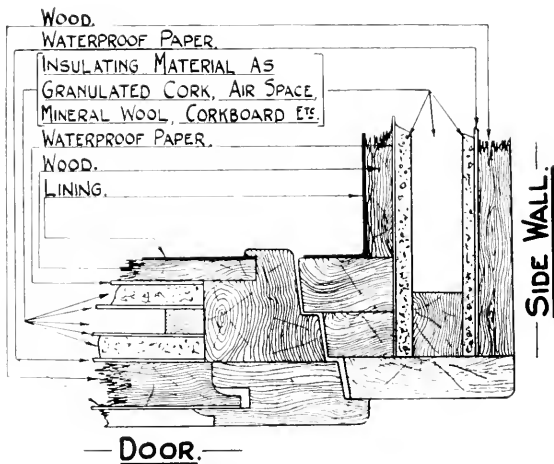 WOOD.
WATERPROOF PAPER.
INSULATING MATERIAL AS
GRANULATED CORK, AIR SPACE,
MINERAL WOOL, CORKBOARD ETC.
WATERPROOF PAPER.
WOOD.
LINING.
SIDE WALL.
DOOR.